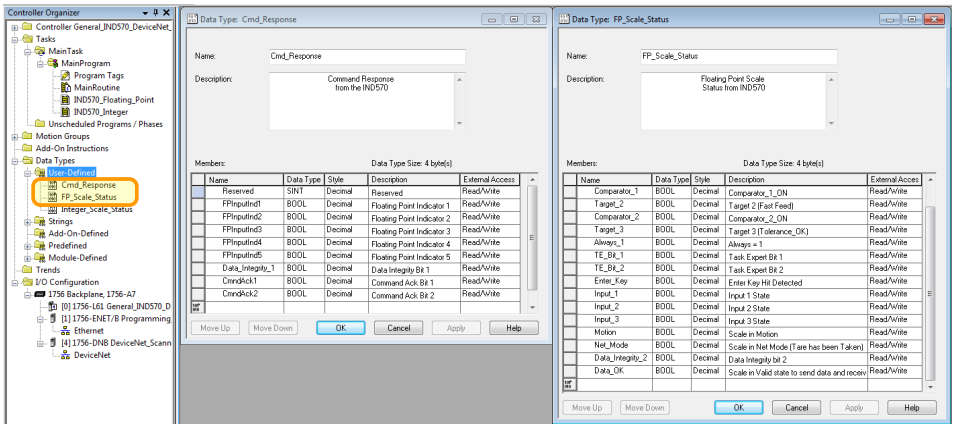 Controller Organizer
Controller General_IND570_DeviceNet_
Tasks
MainTask
MainProgram
Program Tags
MainRoutine
IND570_Floating_Point
IND570_Integer
Unscheduled Programs / Phases
Motion Groups
Add-On Instructions
Data Types
User-Defined
Cmd_Response
FP_Scale_Status
Integer_Scale_Status
Strings
Add-On-Defined
Predefined
Module-Defined
Trends
I/O Configuration
1756 Backplane, 1756-A7
[0] 1756-L61 General_IND570_D
[1] 1756-ENET/B Programming_
Ethernet
[4] 1756-DNB DeviceNet_Scann
DeviceNet
Data Type: Cmd_Response
Name: Cmd_Response
Description: Command Response
from the IND570
Members: Data Type Size: 4 byte(s)
Name Data Type Style Description External Access
Reserved SINT Decimal Reserved Read/Write
FPInputInd1 BOOL Decimal Floating Point Indicator 1 Read/Write
FPInputInd2 BOOL Decimal Floating Point Indicator 2 Read/Write
FPInputInd3 BOOL Decimal Floating Point Indicator 3 Read/Write
FPInputInd4 BOOL Decimal Floating Point Indicator 4 Read/Write
FPInputInd5 BOOL Decimal Floating Point Indicator 5 Read/Write
Data_Integrity_1 BOOL Decimal Data Integrity Bit 1 Read/Write
CmndAck1 BOOL Decimal Command Ack Bit 1 Read/Write
CmndAck2 BOOL Decimal Command Ack Bit 2 Read/Write
Move Up Move Down OK Cancel Apply Help
Data Type: FP_Scale_Status
Name: FP_Scale_Status
Description: Floating Point Scale
Status from IND570
Members: Data Type Size: 4 byte(s)
Name Data Type Style Description External Acces
Comparator_1 BOOL Decimal Comparator_1_ON Read/Write
Target_2 BOOL Decimal Target 2 (Fast Feed) Read/Write
Comparator_2 BOOL Decimal Comparator_2_ON Read/Write
Target_3 BOOL Decimal Target 3 (Tolerance_OK) Read/Write
Always_1 BOOL Decimal Always = 1 Read/Write
TE_Bit_1 BOOL Decimal Task Expert Bit 1 Read/Write
TE_Bit_2 BOOL Decimal Task Expert Bit 2 Read/Write
Enter_Key BOOL Decimal Enter Key Hit Detected Read/Write
Input_1 BOOL Decimal Input 1 State Read/Write
Input_2 BOOL Decimal Input 2 State Read/Write
Input_3 BOOL Decimal Input 3 State Read/Write
Motion BOOL Decimal Scale in Motion Read/Write
Net_Mode BOOL Decimal Scale in Net Mode (Tare has been Taken) Read/Write
Data_Integrity_2 BOOL Decimal Data Integrity bit 2 Read/Write
Data_OK BOOL Decimal Scale in Valid state to send data and receiv Read/Write
Move Up Move Down OK Cancel Apply Help